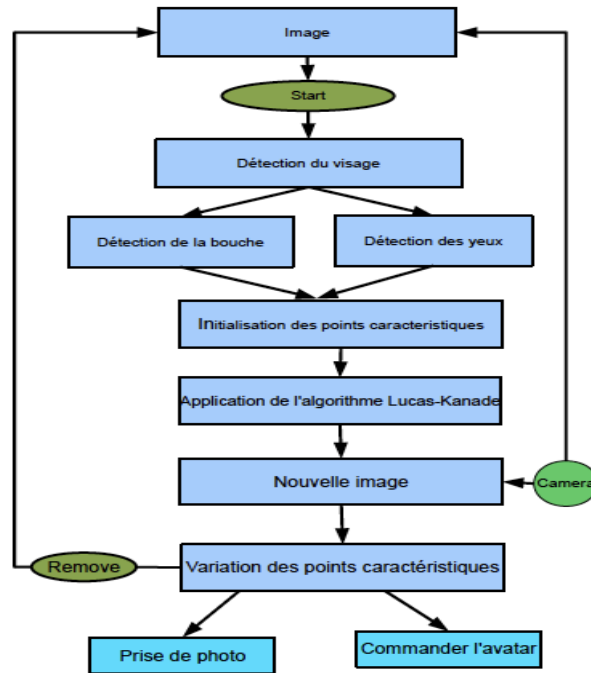 Image
Start
Détection du visage
Détection de la bouche
Détection des yeux
Initialisation des points caracteristiques
Application de l'algorithme Lucas-Kanade
Nouvelle image
Camera
Remove
Variation des points caractéristiques
Prise de photo
Commander l'avatar